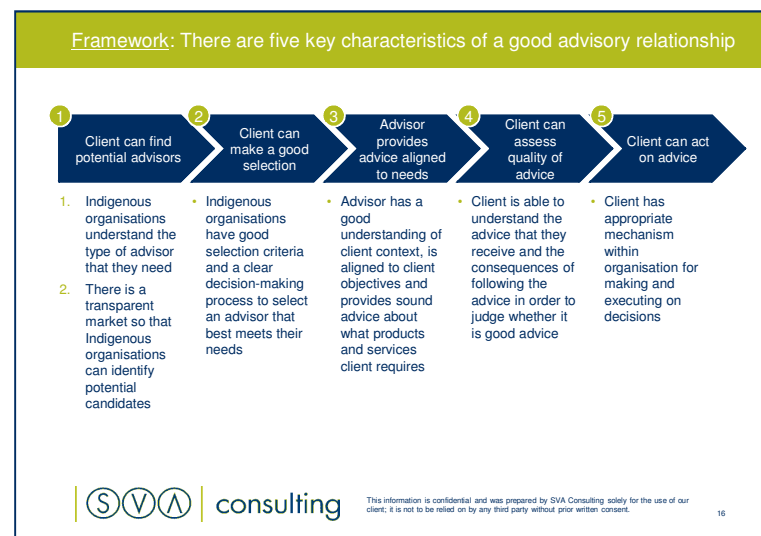 Framework: There are five key characteristics of a good advisory relationship
1
Client can find
potential advisors
2
Client can
make a good
selection
3
Advisor
provides
advice aligned
to needs
4
Client can
assess
quality of
advice
5
Client can act
on advice
1. Indigenous
organisations
understand the
type of advisor
that they need
2. There is a
transparent
market so that
Indigenous
organisations
can identify
potential
candidates
• Indigenous
organisations
have good
selection criteria
and a clear
decision-making
process to select
an advisor that
best meets their
needs
• Advisor has a
good
understanding of
client context, is
aligned to client
objectives and
provides sound
advice about
what products
and services
client requires
• Client is able to
understand the
advice that they
receive and the
consequences of
following the
advice in order to
judge whether it
is good advice
• Client has
appropriate
mechanism
within
organisation for
making and
executing on
decisions
SVA consulting
This information is confidential and was prepared by SVA Consulting solely for the use of our
client; it is not to be relied on by any third party without prior written consent.
16